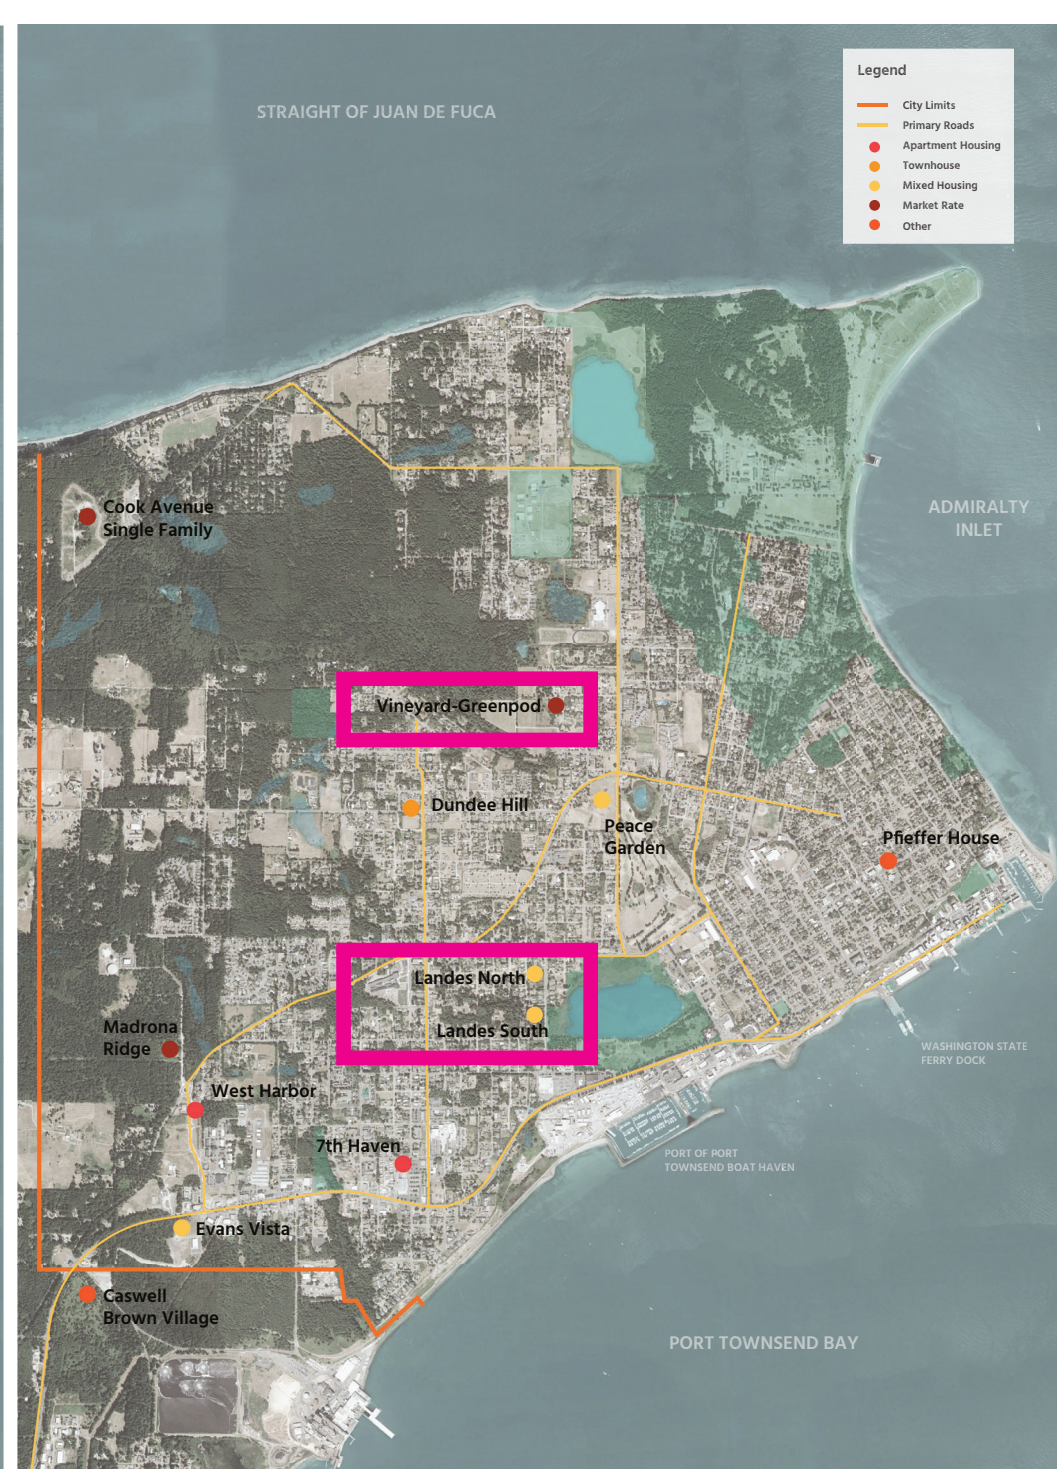 STRAIGHT OF JUAN DE FUCA
Legend
City Limits
Primary Roads
Apartment Housing
Townhouse
Mixed Housing
Market Rate
Other
Cook Avenue
Single Family
ADMIRALTY
INLET
Vineyard-Greenpod
Dundee Hill
Peace
Garden
Pfieffer House
Landes North
Landes South
Madrona
Ridge
WASHINGTON STATE
FERRY DOCK
West Harbor
7th Haven
PORT OF PORT
TOWNSEND BOAT HAVEN
Evans Vista
Caswell
Brown Village
PORT TOWNSEND BAY